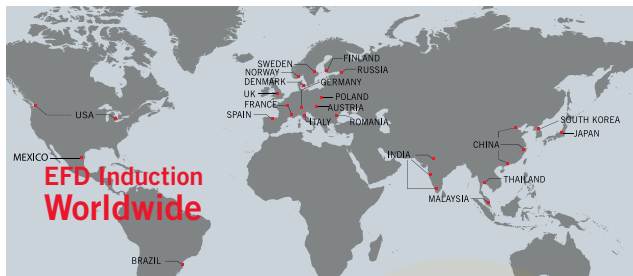 SWEDEN
FINLAND
NORWAY
RUSSIA
DENMARK
GERMANY
UK
POLAND
FRANCE
AUSTRIA
USA
SPAIN
ITALY
ROMANIA
SOUTH KOREA
JAPAN
CHINA
MEXICO
INDIA
EFD Induction
Worldwide
THAILAND
MALAYSIA
BRAZIL